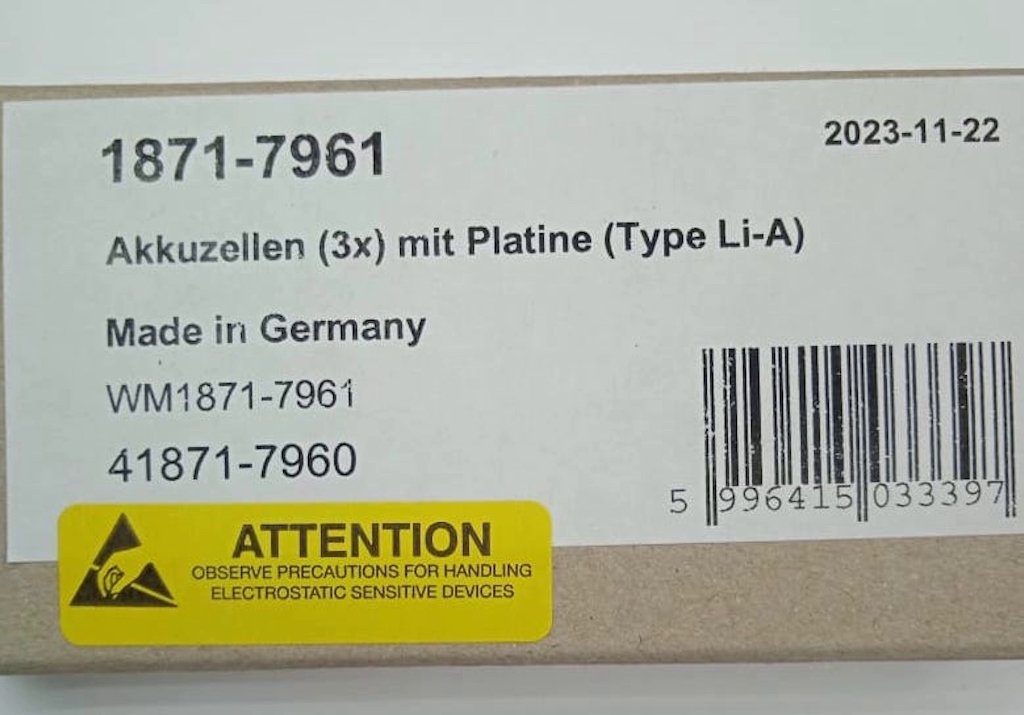 1871-7961
2023-11-22
Akkuzellen (3x) mit Platine (Type Li-A)
Made in Germany
WM1871-7961
41871-7960
5 996415 033397
ATTENTION
OBSERVE PRECAUTIONS FOR HANDLING
ELECTROSTATIC SENSITIVE DEVICES